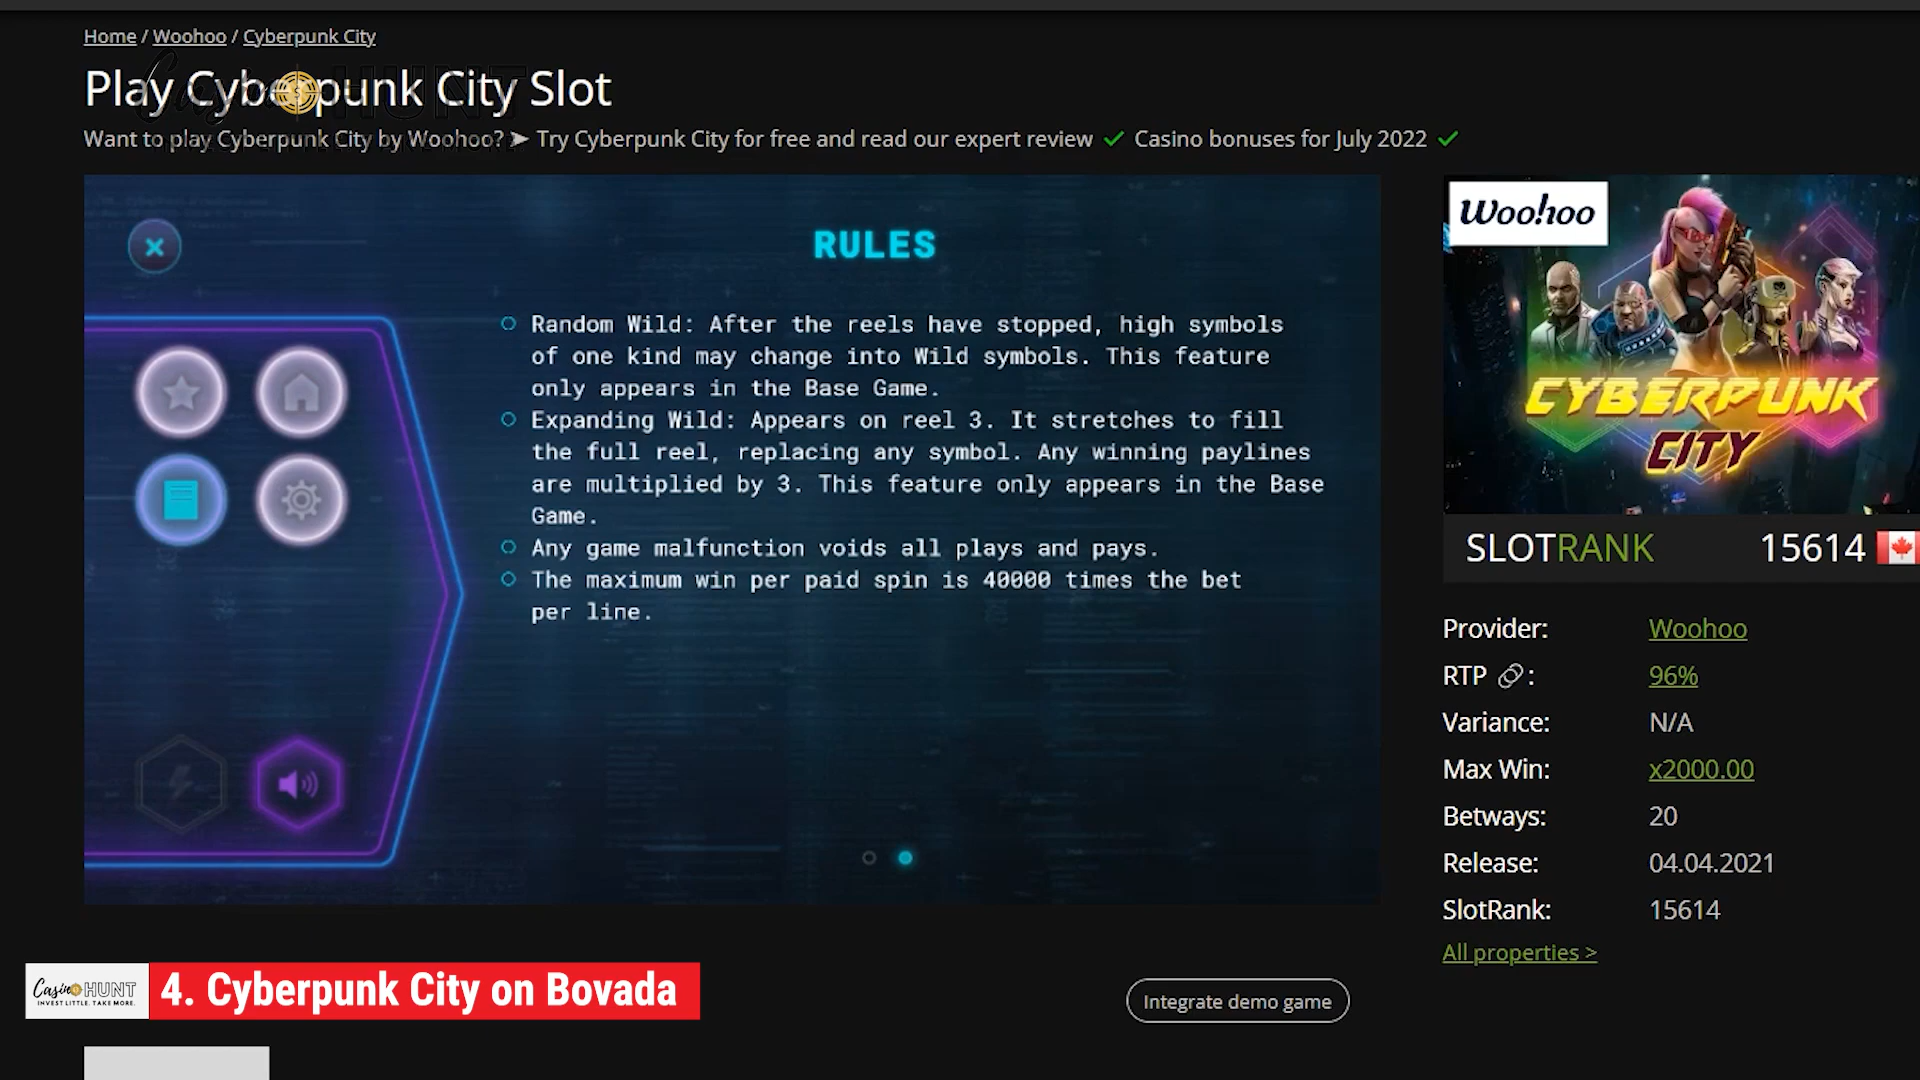 Home / Woohoo / Cyberpunk City
Play Cyberpunk City Slot
Want to play Cyberpunk City by Woohoo? ➤ Try Cyberpunk City for free and read our expert review ✓ Casino bonuses for July 2022 ✓
Casino HUNT
RULES
Random Wild: After the reels have stopped, high symbols
of one kind may change into Wild symbols. This feature
only appears in the Base Game.
Expanding Wild: Appears on reel 3. It stretches to fill
the full reel, replacing any symbol. Any winning paylines
are multiplied by 3. This feature only appears in the Base
Game.
Any game malfunction voids all plays and pays.
The maximum win per paid spin is 40000 times the bet
per line.
Woo!hoo
CYBERPUNK
CITY
SLOTRANK 15614
Provider: Woohoo
RTP : 96%
Variance: N/A
Max Win: x2000.00
Betways: 20
Release: 04.04.2021
SlotRank: 15614
All properties >
Casino HUNT
INVEST LITTLE. TAKE MORE.
4. Cyberpunk City on Bovada
Integrate demo game